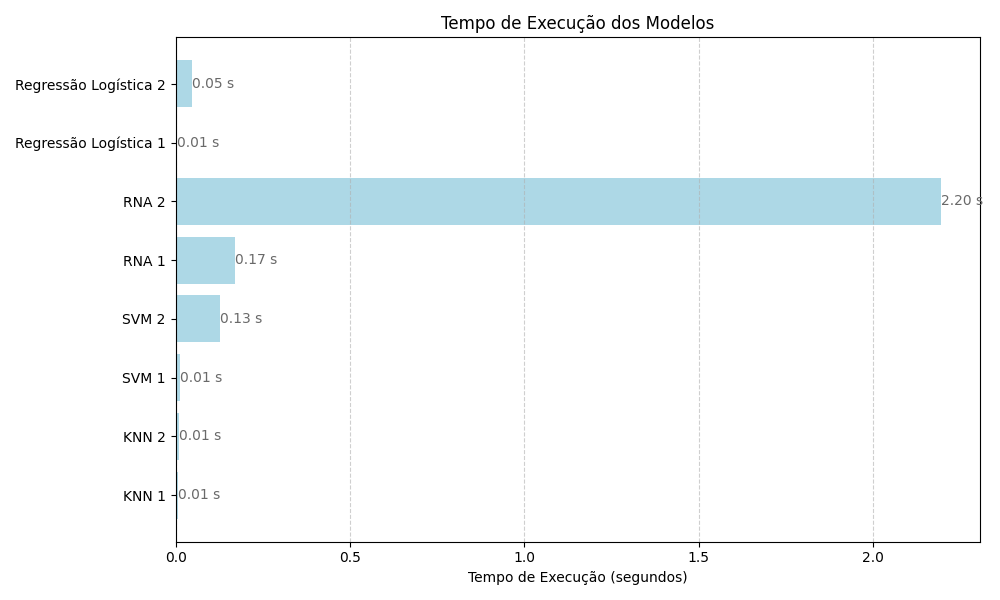 Tempo de Execução dos Modelos
Regressão Logística 2
0.05 s
Regressão Logística 1
0.01 s
RNA 2
2.20 s
RNA 1
0.17 s
SVM 2
0.13 s
SVM 1
0.01 s
KNN 2
0.01 s
KNN 1
0.01 s
0.0
0.5
1.0
1.5
2.0
Tempo de Execução (segundos)